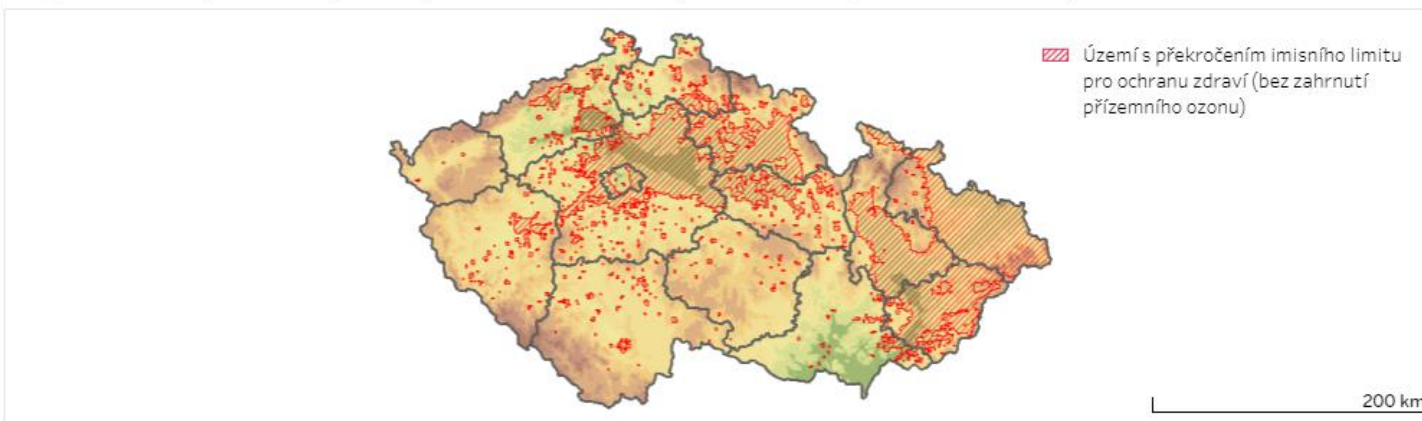 Území s překročením imisního limitu
pro ochranu zdraví (bez zahrnutí
přízemního ozonu)
200 km